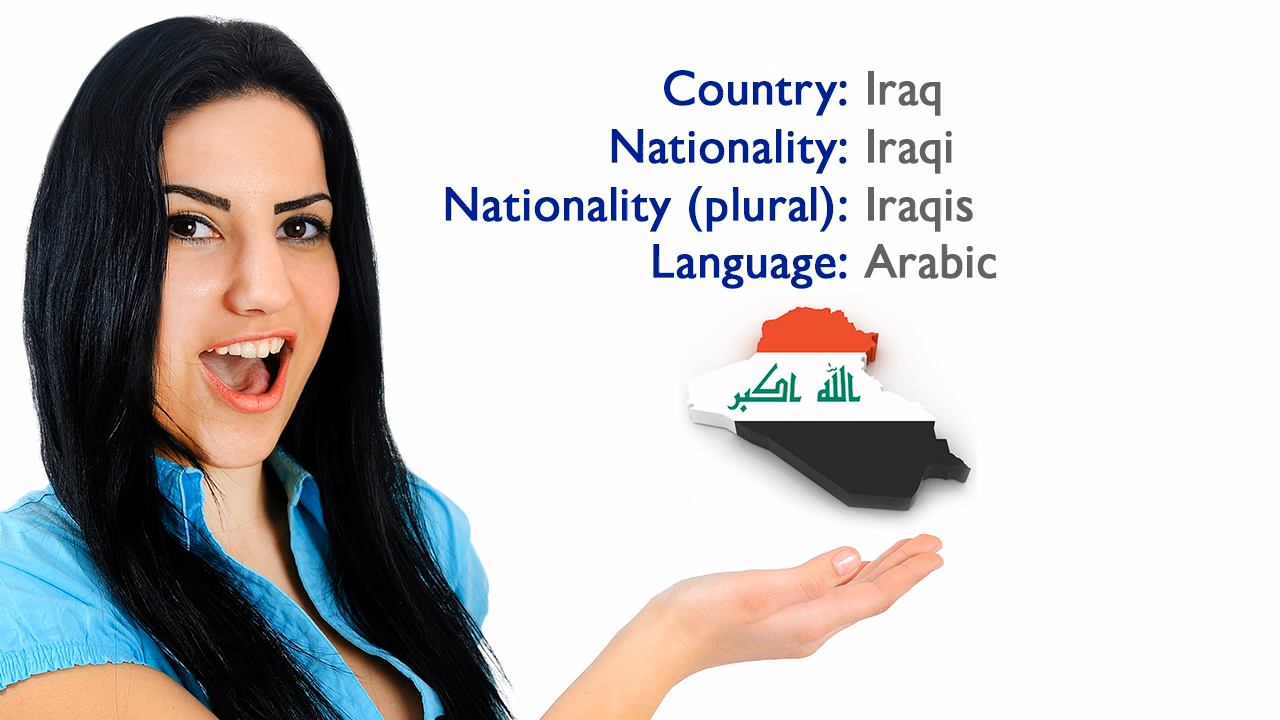 Country: Iraq
Nationality: Iraqi
Nationality (plural): Iraqis
Language: Arabic
الله اكبر